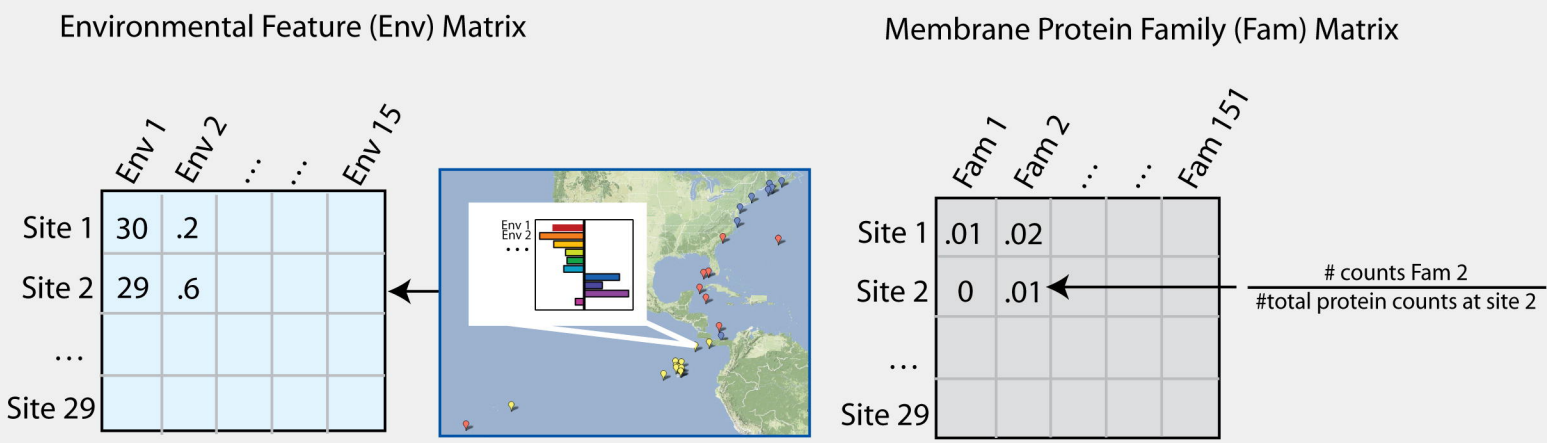 Environmental Feature (Env) Matrix
Env 1 Env 2 ... ... Env 15
Site 1 30 .2
Site 2 29 .6
...
Site 29
Env 1
Env 2
...
Membrane Protein Family (Fam) Matrix
Fam 1 Fam 2 ... ... Fam 151
Site 1 .01 .02
Site 2 0 .01
...
Site 29
# counts Fam 2
#total protein counts at site 2